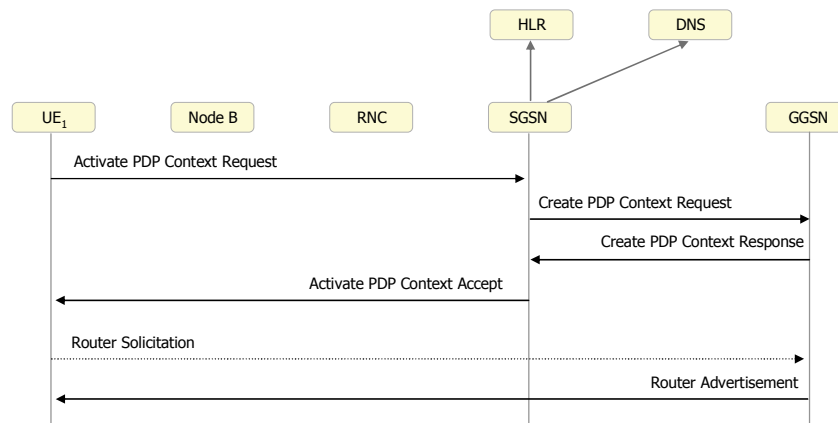 HLR
DNS
UE1
Node B
RNC
SGSN
GGSN
Activate PDP Context Request
Create PDP Context Request
Create PDP Context Response
Activate PDP Context Accept
Router Solicitation
Router Advertisement